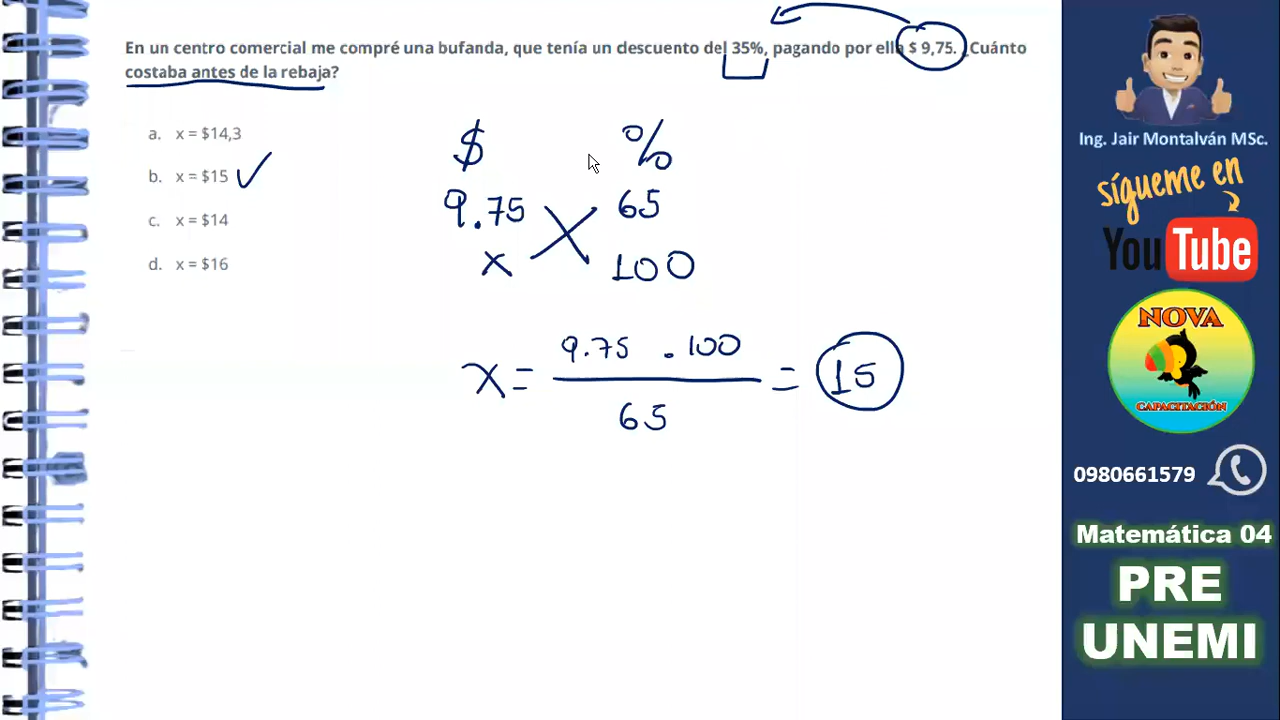 En un centro comercial me compré una bufanda, que tenía un descuento del 35%, pagando por ella $ 9,75. ¿Cuánto
costaba antes de la rebaja?
a. x = $14,3
b. x = $15 ✓
c. x = $14
d. x = $16
$ %
9.75 65
x 100
x = 9.75 . 100 / 65 = 15
Ing. Jair Montalván MSc.
sígueme en
YouTube
NOVA
CAPACITACIÓN
0980661579
Matemática 04
PRE
UNEMI